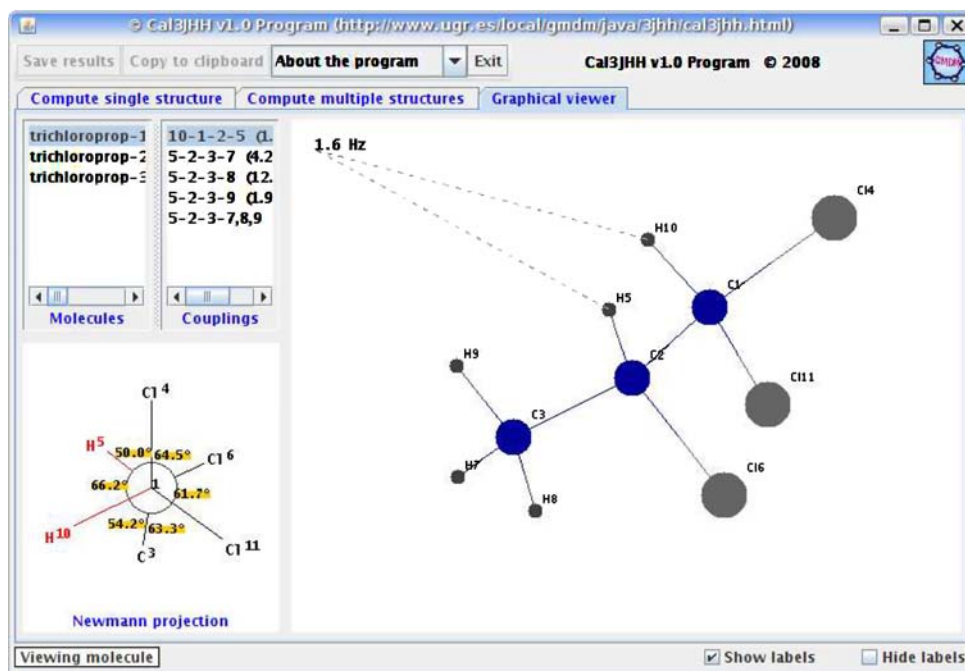 © Cal3JHH v1.0 Program (http://www.ugr.es/local/gmdm/java/3jhh/cal3jhh.html)
Save results Copy to clipboard About the program Exit Cal3JHH v1.0 Program © 2008
GMDM
Compute single structure Compute multiple structures Graphical viewer
trichloroprop-1
trichloroprop-2
trichloroprop-3
Molecules
10-1-2-5 (1.
5-2-3-7 (4.2
5-2-3-8 (12.
5-2-3-9 (1.9
5-2-3-7,8,9
Couplings
1.6 Hz
Cl4
H10
C1
H5
C2
H9
Cl11
C3
H7
Cl6
H8
Cl 4
H 5
50.0° 64.5°
Cl 6
66.2° 1 61.7°
H 10
54.2° 63.3°
C 3
Cl 11
Newmann projection
Viewing molecule Show labels Hide labels